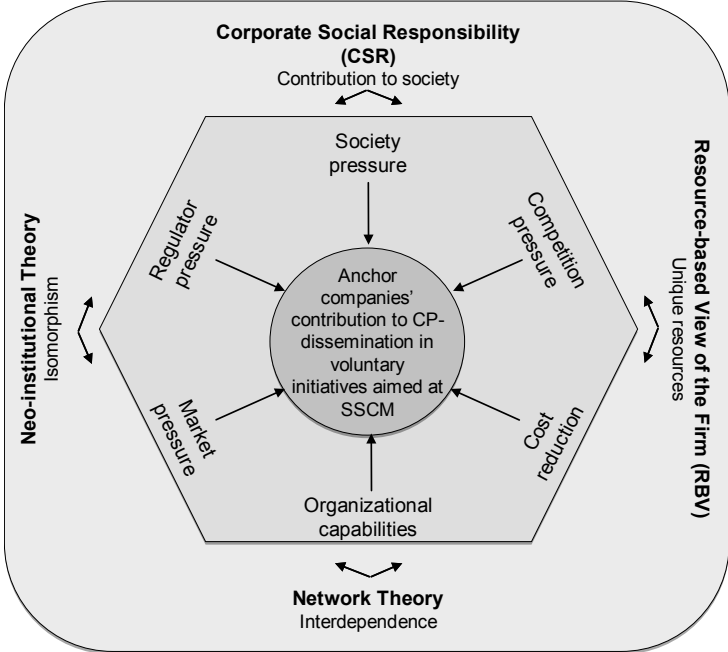 Corporate Social Responsibility
(CSR)
Contribution to society
Society
pressure
Regulator
pressure
Competition
pressure
Neo-institutional Theory
Isomorphism
Resource-based View of the Firm (RBV)
Unique resources
Anchor
companies’
contribution to CP-
dissemination in
voluntary
initiatives aimed at
SSCM
Market
pressure
Cost
reduction
Organizational
capabilities
Network Theory
Interdependence